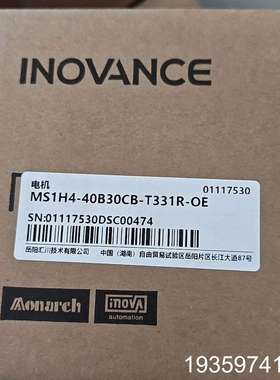 INOVANCE
电机
01117530
MS1H4-40B30CB-T331R-OE
SN:01117530DSC00474
岳阳汇川技术有限公司 中国（湖南）自由贸易试验区岳阳片区长江大道87号
Monarch
inovA
automation
19359741